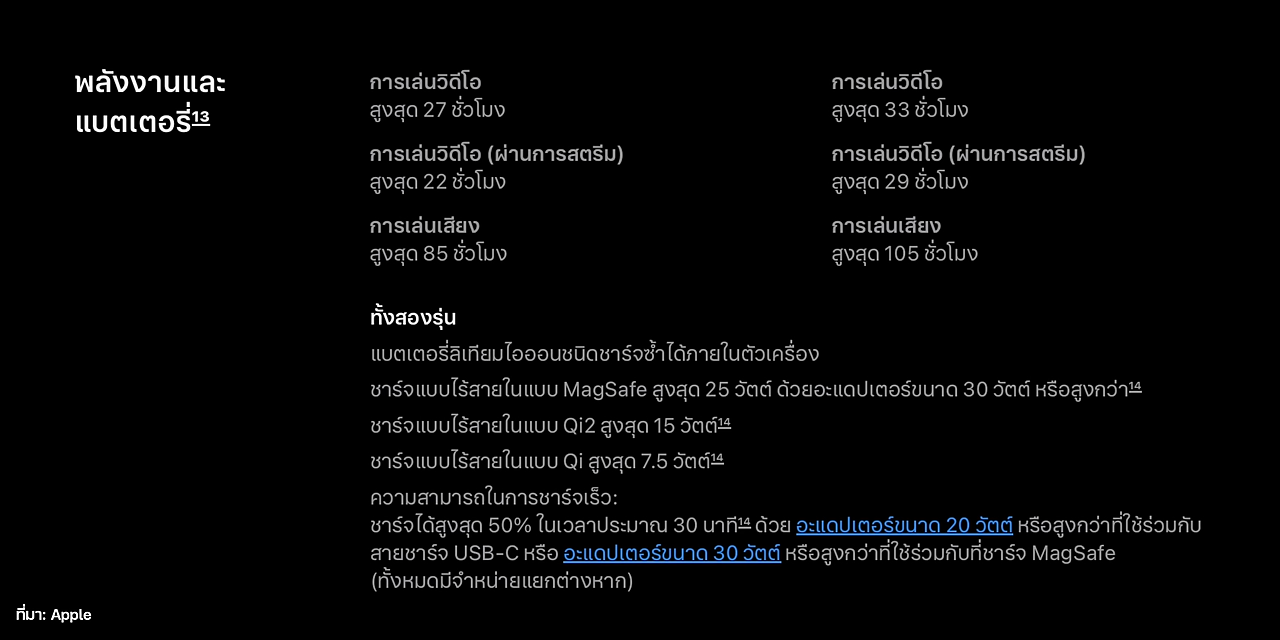 พลังงานและ
แบตเตอรี่13
การเล่นวิดีโอ
สูงสุด 27 ชั่วโมง
การเล่นวิดีโอ (ผ่านการสตรีม)
สูงสุด 22 ชั่วโมง
การเล่นเสียง
สูงสุด 85 ชั่วโมง
การเล่นวิดีโอ
สูงสุด 33 ชั่วโมง
การเล่นวิดีโอ (ผ่านการสตรีม)
สูงสุด 29 ชั่วโมง
การเล่นเสียง
สูงสุด 105 ชั่วโมง
ทั้งสองรุ่น
แบตเตอรี่ลิเทียมไอออนชนิดชาร์จซ้ำได้ภายในตัวเครื่อง
ชาร์จแบบไร้สายในแบบ MagSafe สูงสุด 25 วัตต์ ด้วยอะแดปเตอร์ขนาด 30 วัตต์ หรือสูงกว่า14
ชาร์จแบบไร้สายในแบบ Qi2 สูงสุด 15 วัตต์14
ชาร์จแบบไร้สายในแบบ Qi สูงสุด 7.5 วัตต์14
ความสามารถในการชาร์จเร็ว:
ชาร์จได้สูงสุด 50% ในเวลาประมาณ 30 นาที14 ด้วย อะแดปเตอร์ขนาด 20 วัตต์ หรือสูงกว่าที่ใช้ร่วมกับ
สายชาร์จ USB-C หรือ อะแดปเตอร์ขนาด 30 วัตต์ หรือสูงกว่าที่ใช้ร่วมกับที่ชาร์จ MagSafe
(ทั้งหมดมีจำหน่ายแยกต่างหาก)
ที่มา: Apple